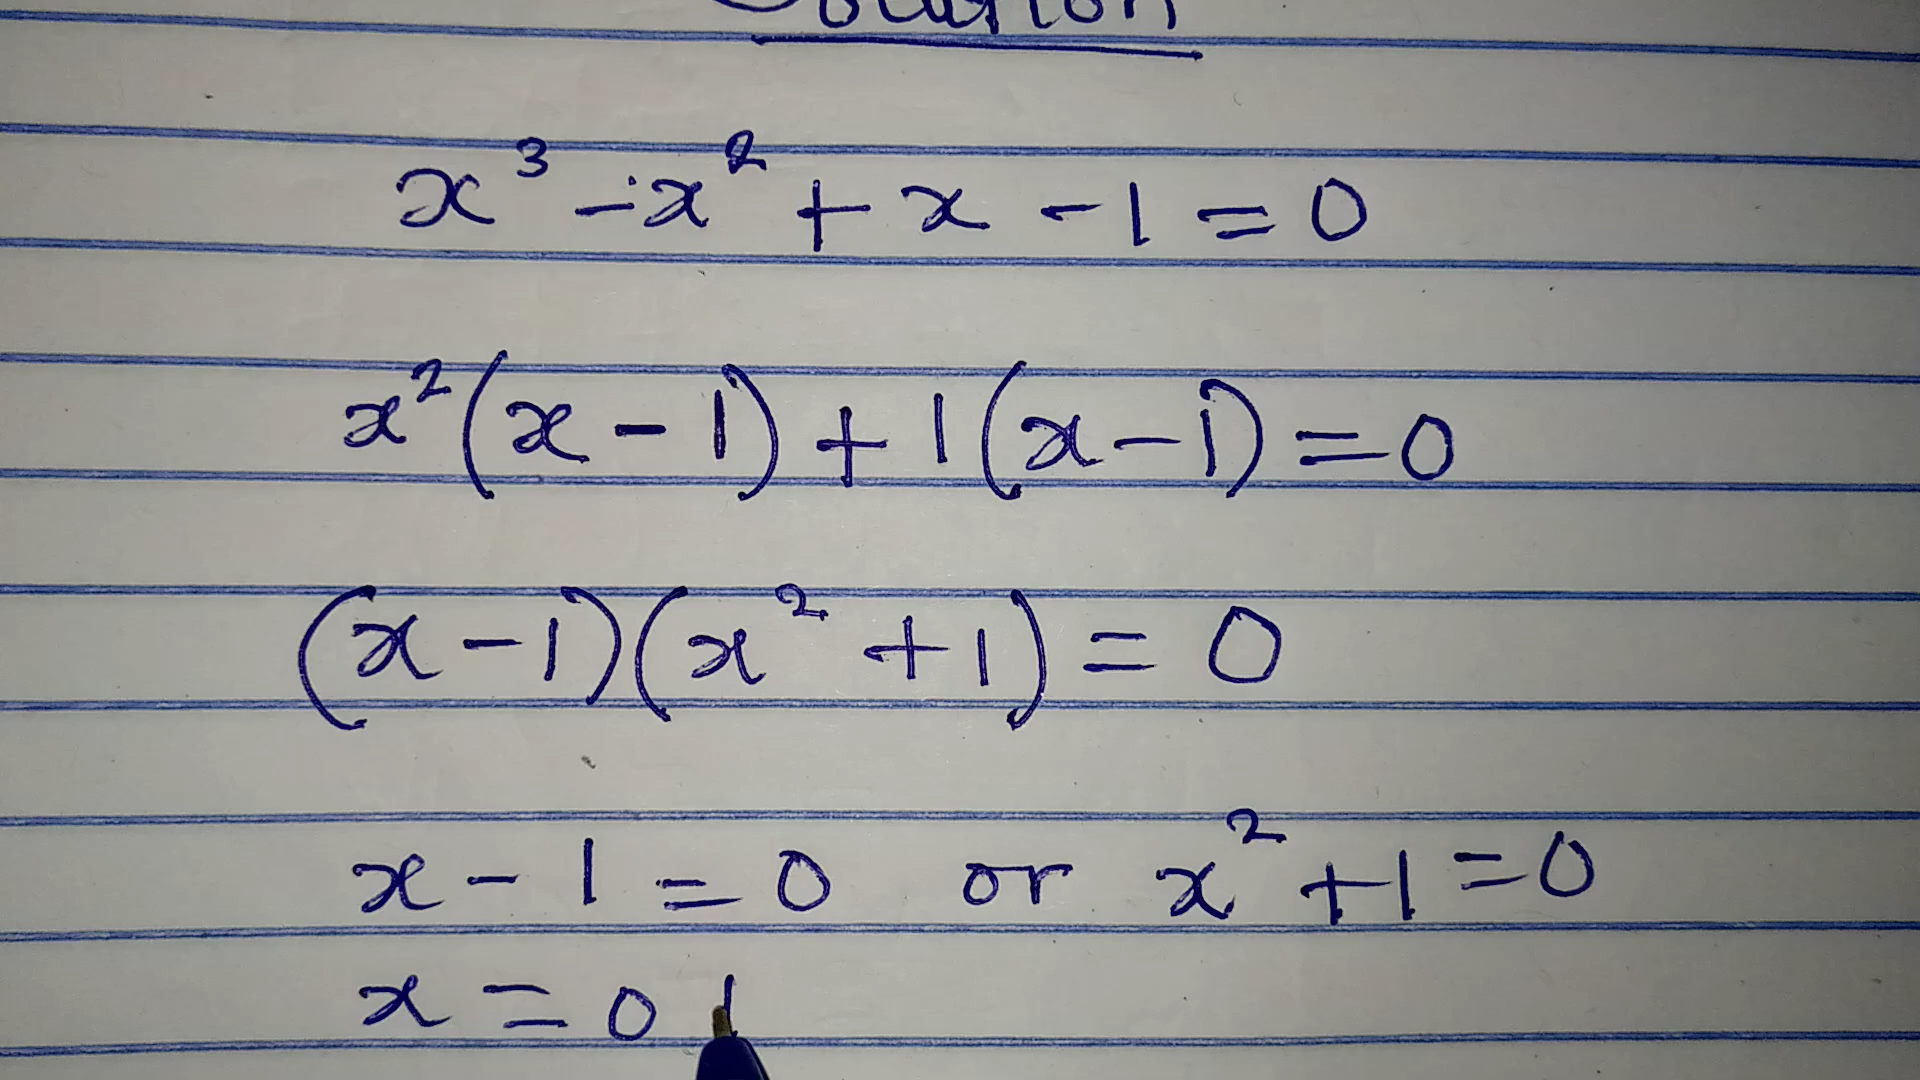 Solution
x³ - x² + x - 1 = 0
x²(x - 1) + 1(x - 1) = 0
(x - 1)(x² + 1) = 0
x - 1 = 0 or x² + 1 = 0
x = 0